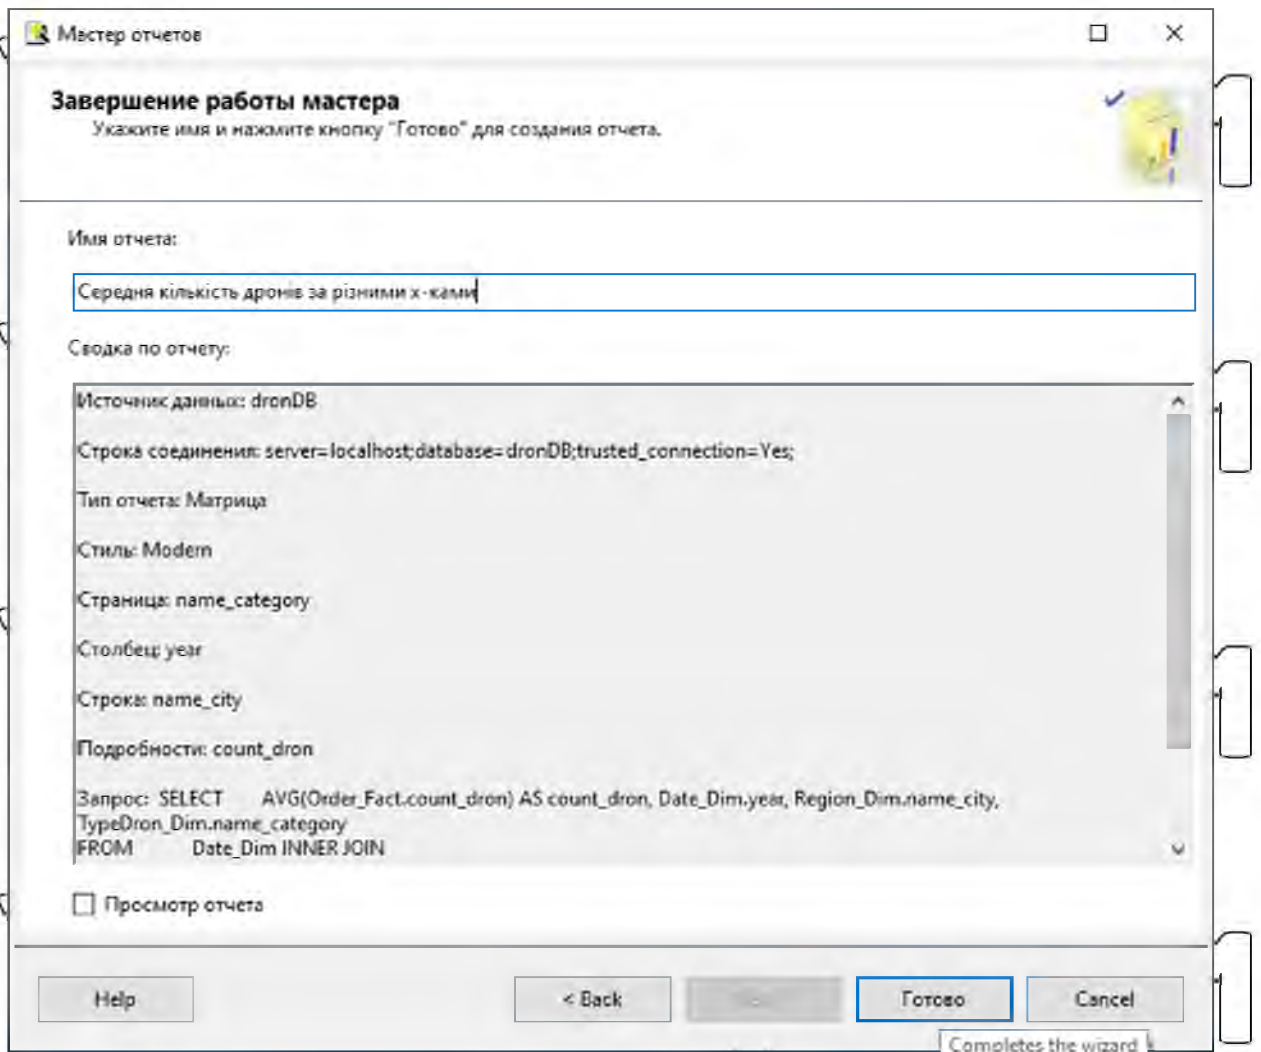 Мастер отчетов
Завершение работы мастера
Укажите имя и нажмите кнопку "Готово" для создания отчета.
Имя отчета:
Середня кількість дронів за різними х-ками
Сводка по отчету:
Источник данных: dronDB
Строка соединения: server=localhost;database=dronDB;trusted_connection=Yes;
Тип отчета: Матрица
Стиль: Modern
Страница: name_category
Столбец: year
Строка: name_city
Подробности: count_dron
Запрос: SELECT AVG(Order_Fact.count_dron) AS count_dron, Date_Dim.year, Region_Dim.name_city,
TypeDron_Dim.name_category
FROM Date_Dim INNER JOIN
Просмотр отчета
Help < Back Готово Cancel
Completes the wizard